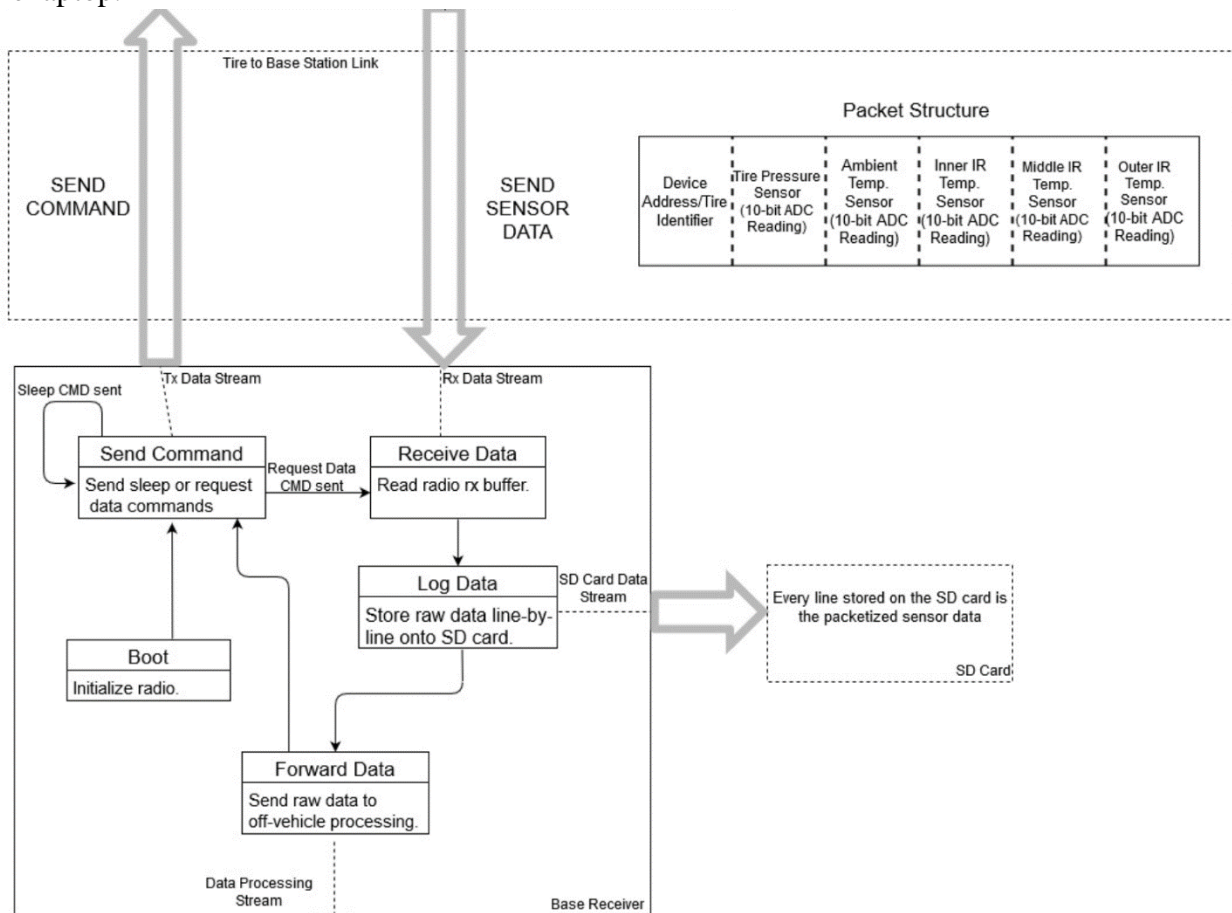 Tire to Base Station Link
SEND
COMMAND
SEND
SENSOR
DATA
Packet Structure
Device
Address/Tire
Identifier
Tire Pressure
Sensor
(10-bit ADC
Reading)
Ambient
Temp.
Sensor
(10-bit ADC
Reading)
Inner IR
Temp.
Sensor
(10-bit ADC
Reading)
Middle IR
Temp.
Sensor
(10-bit ADC
Reading)
Outer IR
Temp.
Sensor
(10-bit ADC
Reading)
Tx Data Stream
Rx Data Stream
Sleep CMD sent
Send Command
Send sleep or request
data commands
Request Data
CMD sent
Receive Data
Read radio rx buffer.
Log Data
Store raw data line-by-
line onto SD card.
SD Card Data
Stream
Every line stored on the SD card is
the packetized sensor data
SD Card
Boot
Initialize radio.
Forward Data
Send raw data to
off-vehicle processing.
Data Processing
Stream
Base Receiver